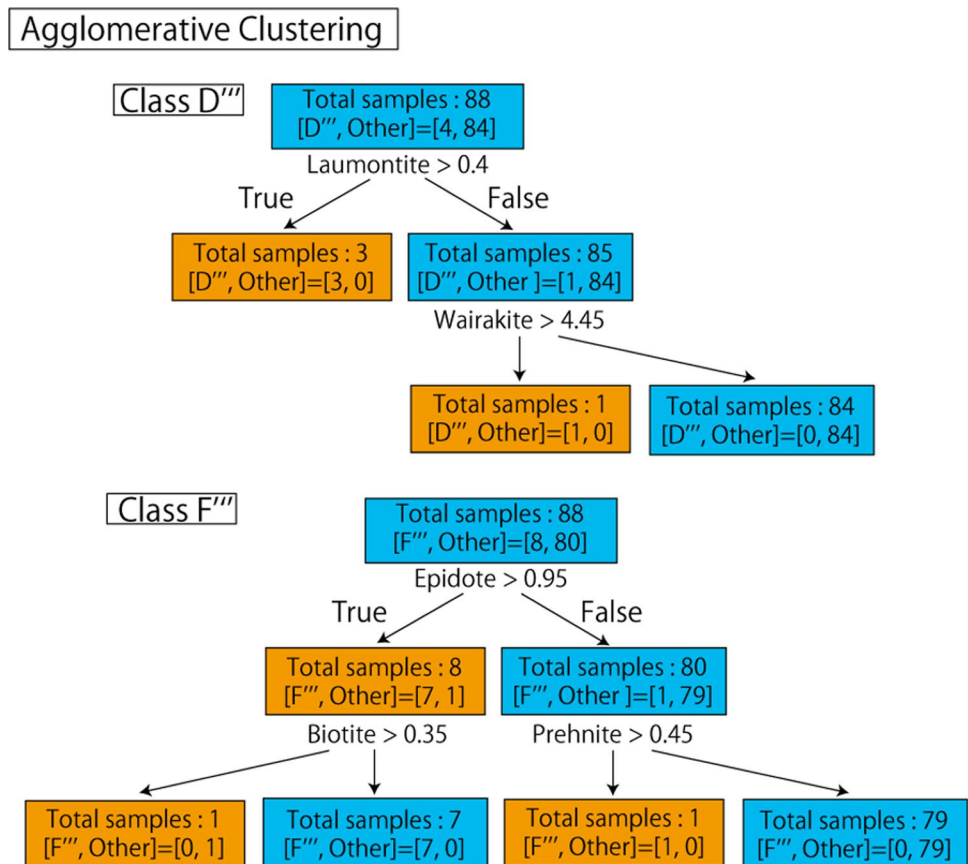 Agglomerative Clustering
Class D‴
Total samples : 88
[D‴, Other]=[4, 84]
Laumontite > 0.4
True
False
Total samples : 3
[D‴, Other]=[3, 0]
Total samples : 85
[D‴, Other ]=[1, 84]
Wairakite > 4.45
Total samples : 1
[D‴, Other]=[1, 0]
Total samples : 84
[D‴, Other]=[0, 84]
Class F‴
Total samples : 88
[F‴, Other]=[8, 80]
Epidote > 0.95
True
False
Total samples : 8
[F‴, Other]=[7, 1]
Total samples : 80
[F‴, Other ]=[1, 79]
Biotite > 0.35
Prehnite > 0.45
Total samples : 1
[F‴, Other]=[0, 1]
Total samples : 7
[F‴, Other]=[7, 0]
Total samples : 1
[F‴, Other]=[1, 0]
Total samples : 79
[F‴, Other]=[0, 79]